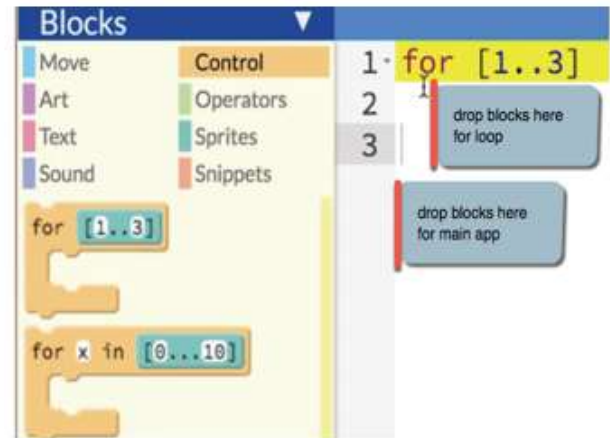 Blocks ▼
Move Control
Art Operators
Text Sprites
Sound Snippets
for [1..3]
for x in [0...10]
1 for [1..3]
2
3
drop blocks here
for loop
drop blocks here
for main app